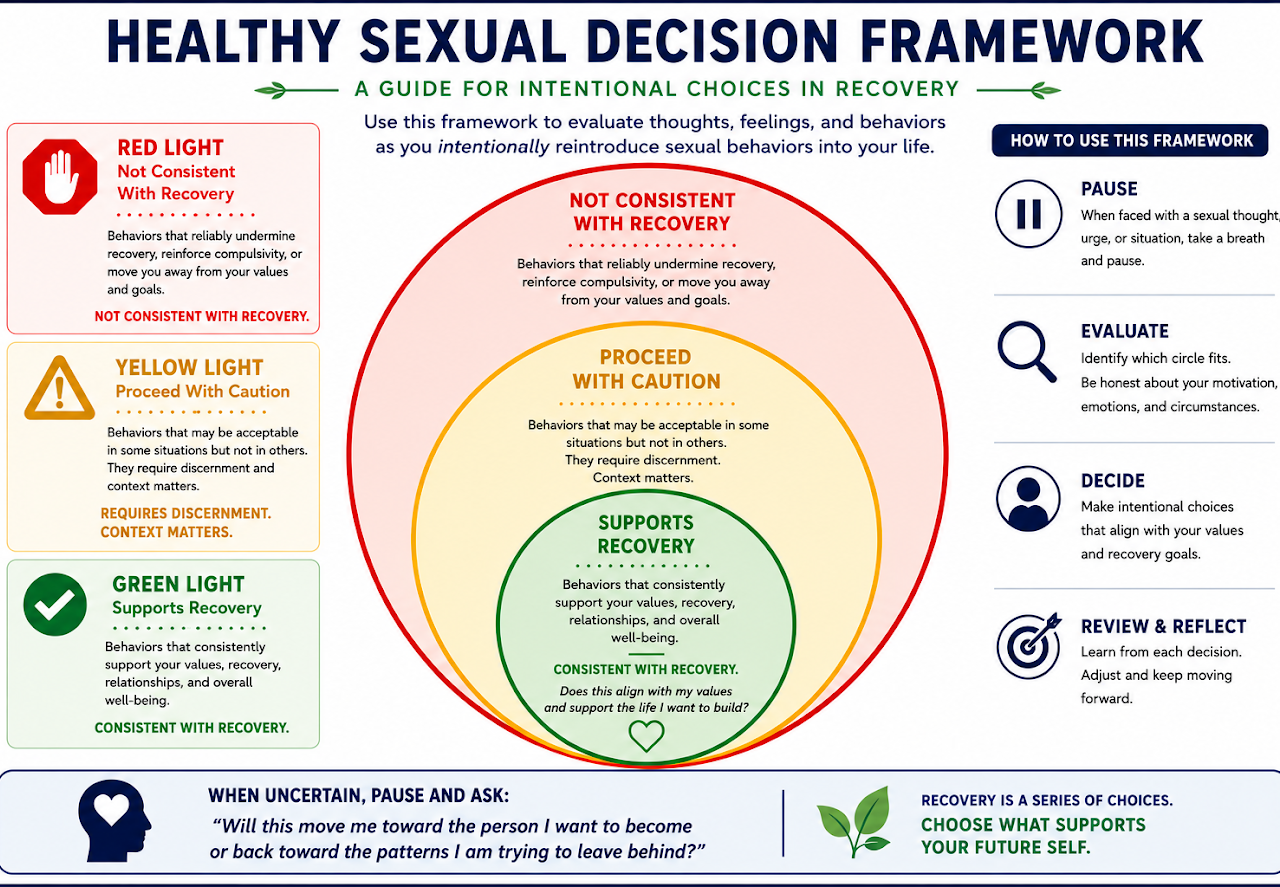 HEALTHY SEXUAL DECISION FRAMEWORK
A GUIDE FOR INTENTIONAL CHOICES IN RECOVERY
Use this framework to evaluate thoughts, feelings, and behaviors
as you intentionally reintroduce sexual behaviors into your life.
RED LIGHT
Not Consistent
With Recovery
Behaviors that reliably undermine
recovery, reinforce compulsivity, or
move you away from your values
and goals.
NOT CONSISTENT WITH RECOVERY.
YELLOW LIGHT
Proceed With Caution
Behaviors that may be acceptable
in some situations but not in others.
They require discernment and
context matters.
REQUIRES DISCERNMENT.
CONTEXT MATTERS.
GREEN LIGHT
Supports Recovery
Behaviors that consistently
support your values, recovery,
relationships, and overall
well-being.
CONSISTENT WITH RECOVERY.
NOT CONSISTENT
WITH RECOVERY
Behaviors that reliably undermine recovery,
reinforce compulsivity, or move you away
from your values and goals.
PROCEED
WITH CAUTION
Behaviors that may be acceptable in some
situations but not in others.
They require discernment.
Context matters.
SUPPORTS
RECOVERY
Behaviors that consistently
support your values, recovery,
relationships, and overall
well-being.
CONSISTENT WITH RECOVERY.
Does this align with my values
and support the life I want to build?
HOW TO USE THIS FRAMEWORK
PAUSE
When faced with a sexual thought,
urge, or situation, take a breath
and pause.
EVALUATE
Identify which circle fits.
Be honest about your motivation,
emotions, and circumstances.
DECIDE
Make intentional choices
that align with your values
and recovery goals.
REVIEW & REFLECT
Learn from each decision.
Adjust and keep moving
forward.
WHEN UNCERTAIN, PAUSE AND ASK:
"Will this move me toward the person I want to become
or back toward the patterns I am trying to leave behind?"
RECOVERY IS A SERIES OF CHOICES.
CHOOSE WHAT SUPPORTS
YOUR FUTURE SELF.